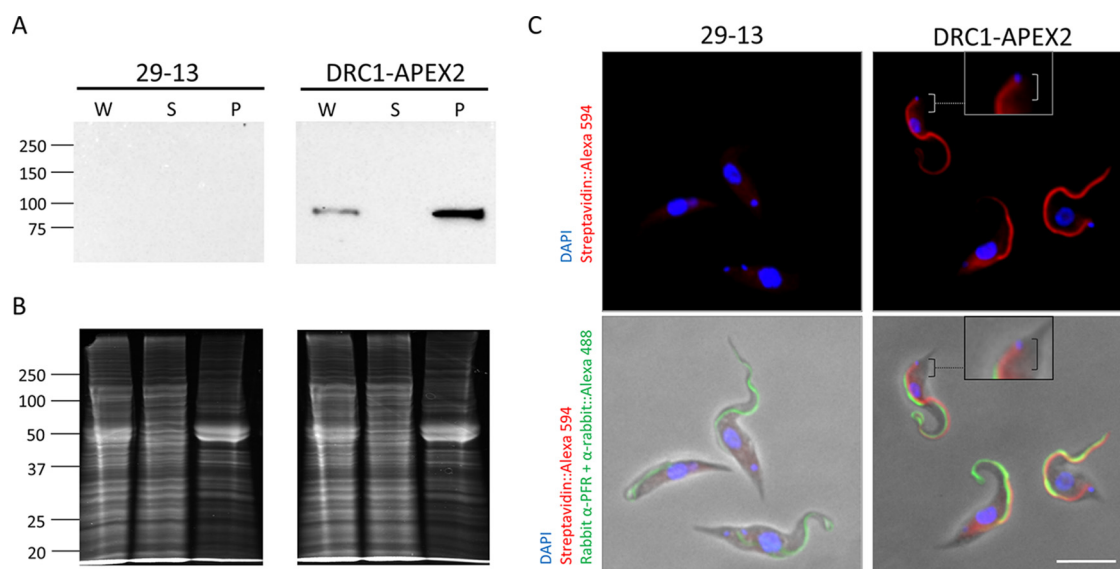 A
29-13
DRC1-APEX2
W S P
W S P
250
150
100
75
B
250
100
50
37
25
20
C
29-13
DRC1-APEX2
DAPI
Streptavidin::Alexa 594
DAPI
Streptavidin::Alexa 594
Rabbit α-PFR + α-rabbit::Alexa 488